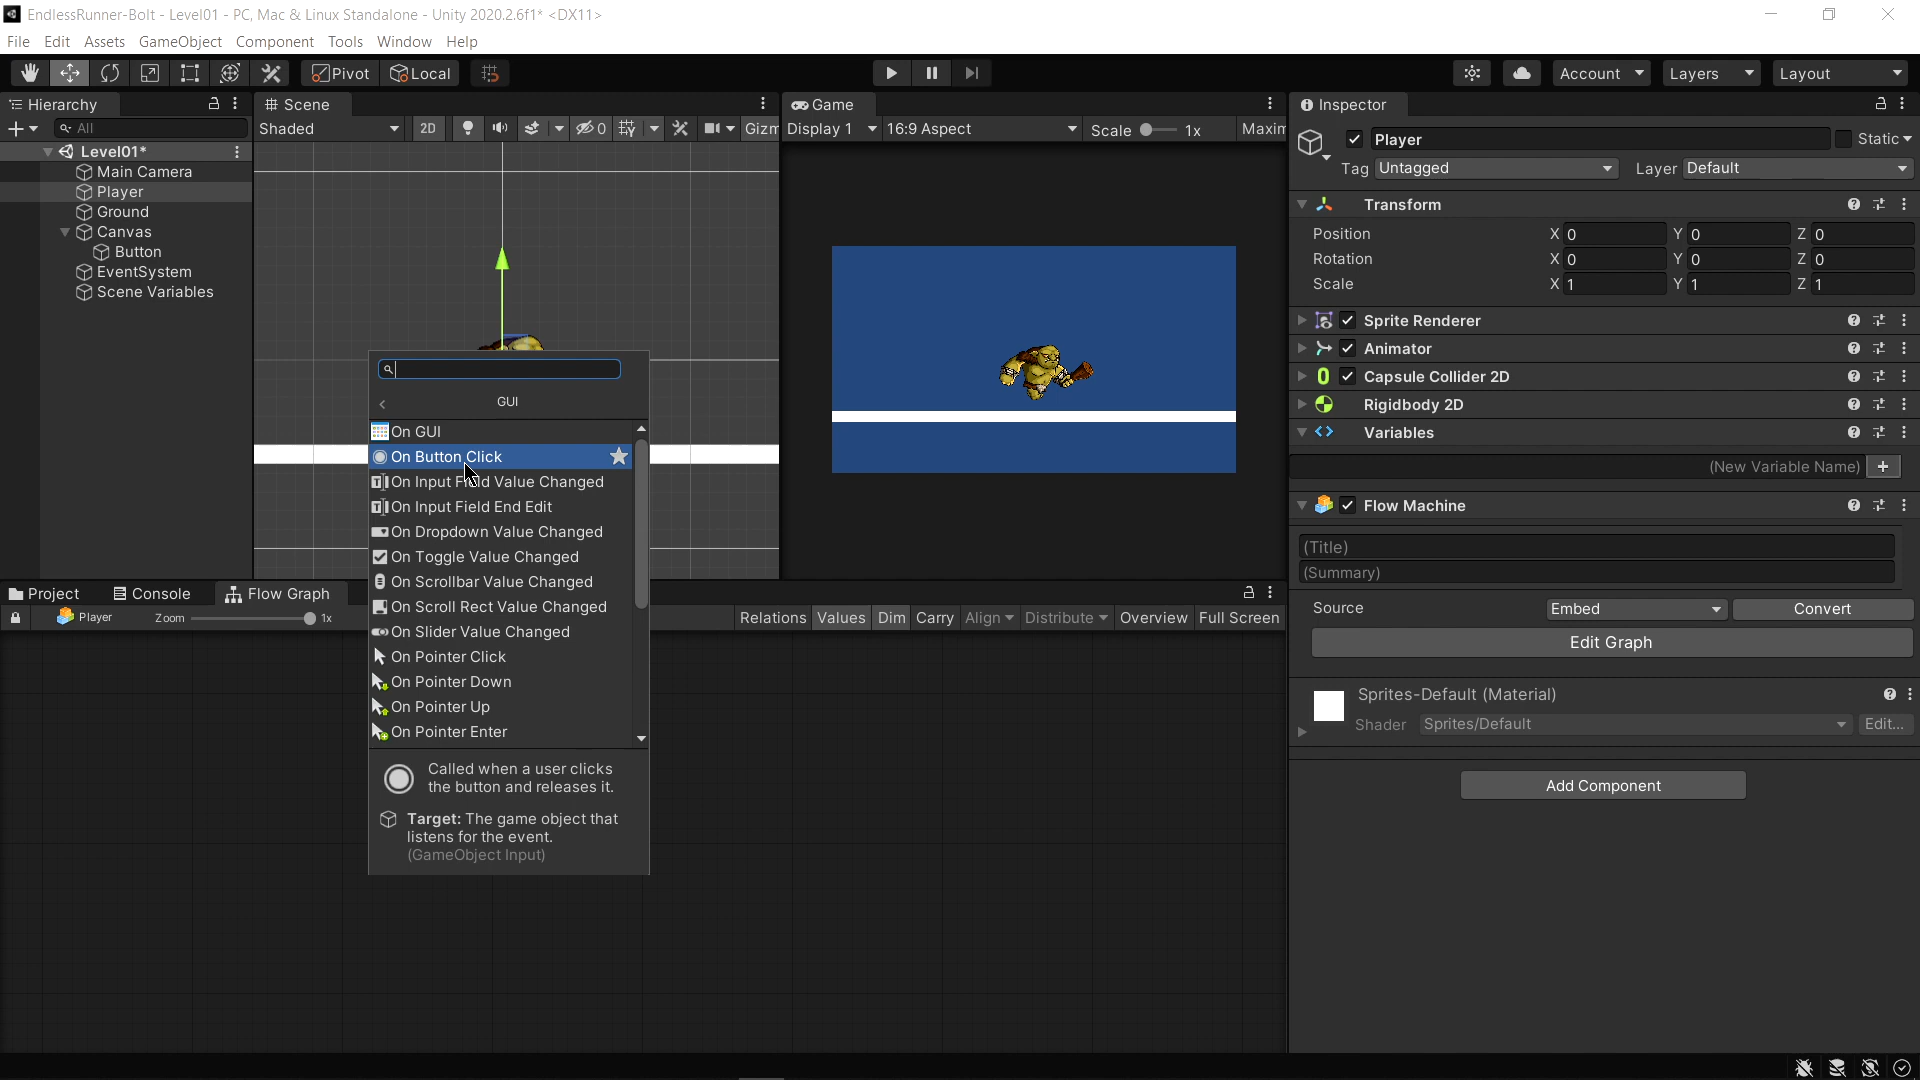 EndlessRunner-Bolt - Level01 - PC, Mac & Linux Standalone - Unity 2020.2.6f1* <DX11>
File Edit Assets GameObject Component Tools Window Help
Pivot Local Account Layers Layout
Hierarchy Scene Game Inspector
All Shaded 2D 0 Gizm Display 1 16:9 Aspect Scale 1x Maxim
Player Static
Tag Untagged Layer Default
Level01*
Main Camera
Player
Ground
Canvas
Button
EventSystem
Scene Variables
Transform
Position X 0 Y 0 Z 0
Rotation X 0 Y 0 Z 0
Scale X 1 Y 1 Z 1
Sprite Renderer
Animator
Capsule Collider 2D
Rigidbody 2D
Variables
(New Variable Name) +
Flow Machine
(Title)
(Summary)
Source Embed Convert
Edit Graph
Sprites-Default (Material)
Shader Sprites/Default Edit...
Add Component
GUI
On GUI
On Button Click
On Input Field Value Changed
On Input Field End Edit
On Dropdown Value Changed
On Toggle Value Changed
On Scrollbar Value Changed
On Scroll Rect Value Changed
On Slider Value Changed
On Pointer Click
On Pointer Down
On Pointer Up
On Pointer Enter
Called when a user clicks
the button and releases it.
Target: The game object that
listens for the event.
(GameObject Input)
Project Console Flow Graph
Player Zoom 1x Relations Values Dim Carry Align Distribute Overview Full Screen